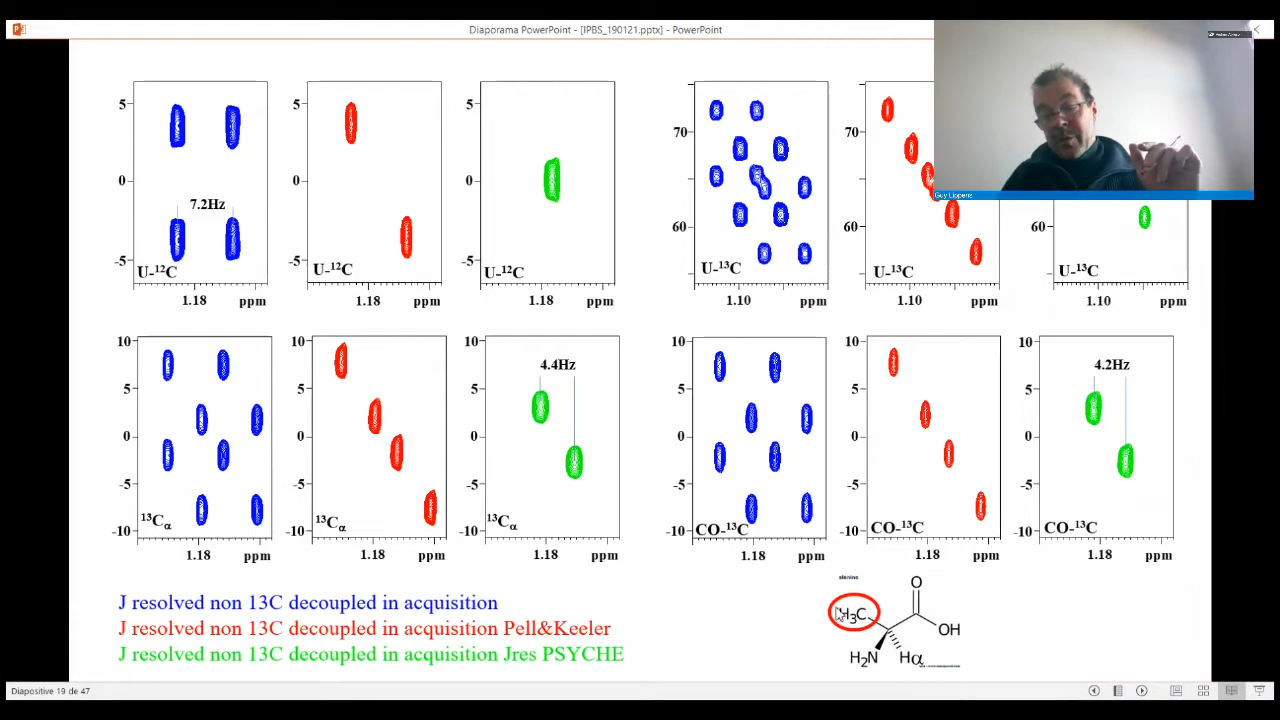 Diaporama PowerPoint - [IPBS_190121.pptx] - PowerPoint
Guy Lippens
5
0
-5
7.2Hz
U-¹²C
1.18
ppm
5
0
-5
U-¹²C
1.18
ppm
5
0
-5
U-¹²C
1.18
ppm
70
60
U-¹³C
1.10
ppm
70
60
U-¹³C
1.10
ppm
60
U-¹³C
1.10
ppm
10
5
0
-5
-10
¹³Cα
1.18
ppm
10
5
0
-5
-10
¹³Cα
1.18
ppm
10
5
0
-5
-10
4.4Hz
¹³Cα
1.18
ppm
10
5
0
-5
-10
CO-¹³C
1.18
ppm
10
5
0
-5
-10
CO-¹³C
1.18
ppm
10
5
0
-5
-10
4.2Hz
CO-¹³C
1.18
ppm
J resolved non 13C decoupled in acquisition
J resolved non 13C decoupled in acquisition Pell&Keeler
J resolved non 13C decoupled in acquisition Jres PSYCHE
alanine
O
H₃C
OH
H₂N
Hα
Diapositive 19 de 47